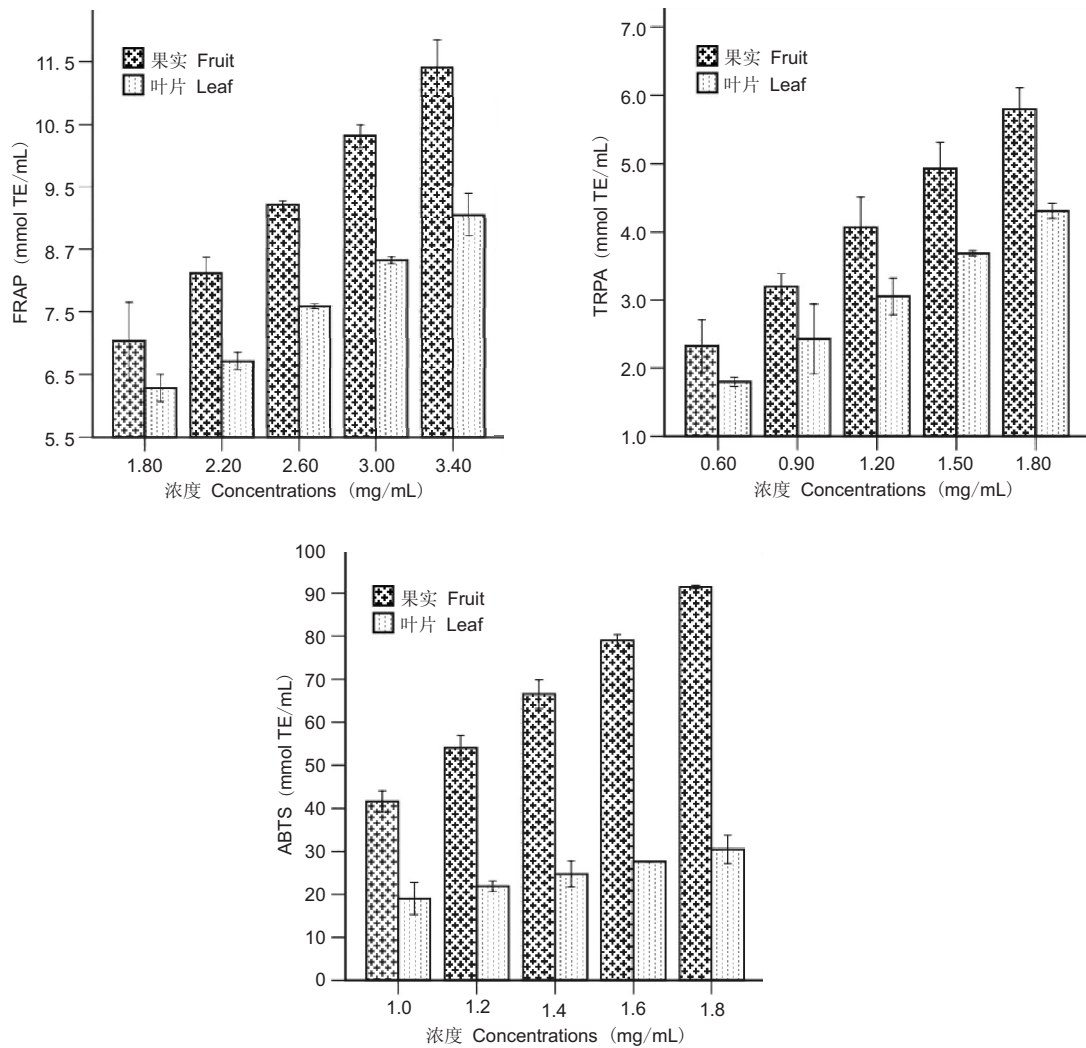 果实 Fruit
叶片 Leaf
FRAP (mmol TE/mL)
11.5
10.5
9.5
8.7
7.5
6.5
5.5
1.80 2.20 2.60 3.00 3.40
浓度 Concentrations (mg/mL)
果实 Fruit
叶片 Leaf
TRPA (mmol TE/mL)
7.0
6.0
5.0
4.0
3.0
2.0
1.0
0.60 0.90 1.20 1.50 1.80
浓度 Concentrations (mg/mL)
果实 Fruit
叶片 Leaf
ABTS (mmol TE/mL)
100
90
80
70
60
50
40
30
20
10
0
1.0 1.2 1.4 1.6 1.8
浓度 Concentrations (mg/mL)